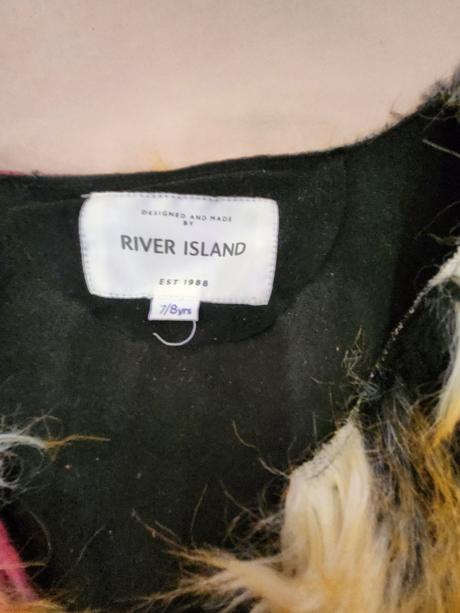 DESIGNED AND MADE
BY
RIVER ISLAND
EST 1988
7/8yrs